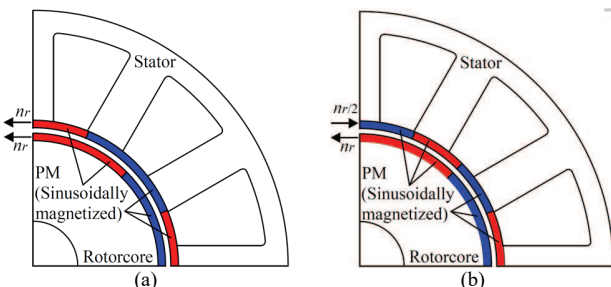 Stator
nr
nr
PM
(Sinusoidally
magnetized)
Rotorcore
(a)
Stator
nr/2
nr
PM
(Sinusoidally
magnetized)
Rotorcore
(b)